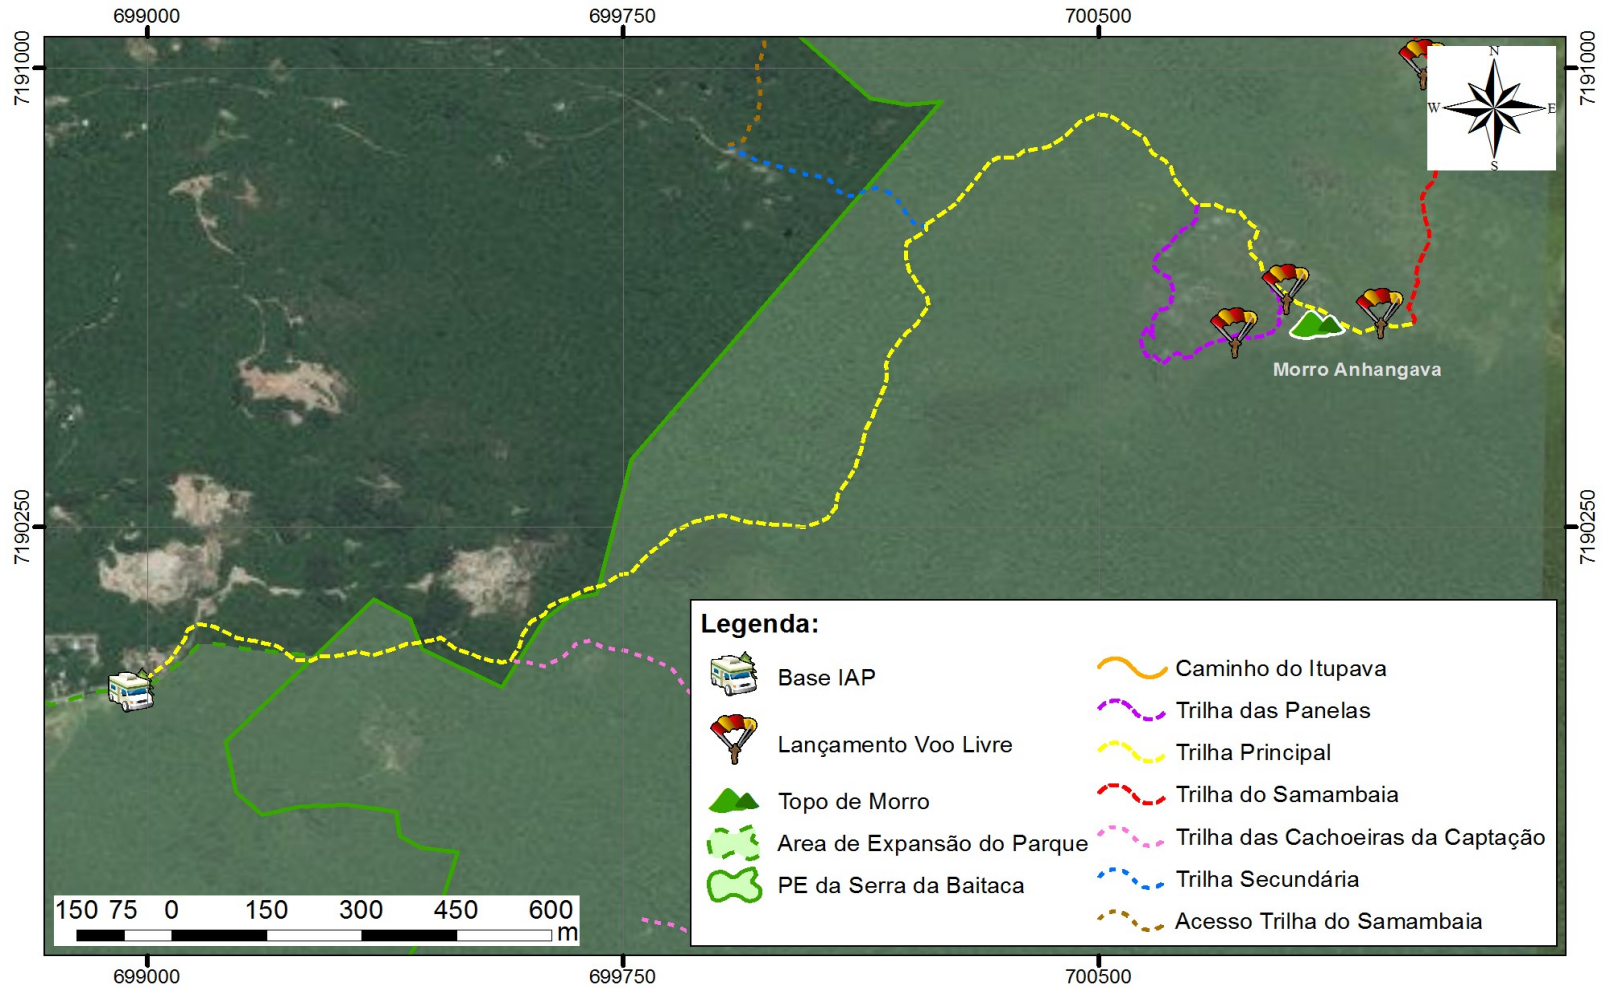 699000 699750 700500
7191000 7191000
N
W E
S
Morro Anhangava
7190250 7190250
Legenda:
Base IAP
Lançamento Voo Livre
Topo de Morro
Area de Expansão do Parque
PE da Serra da Baitaca
Caminho do Itupava
Trilha das Panelas
Trilha Principal
Trilha do Samambaia
Trilha das Cachoeiras da Captação
Trilha Secundária
Acesso Trilha do Samambaia
150 75 0 150 300 450 600
m
699000 699750 700500